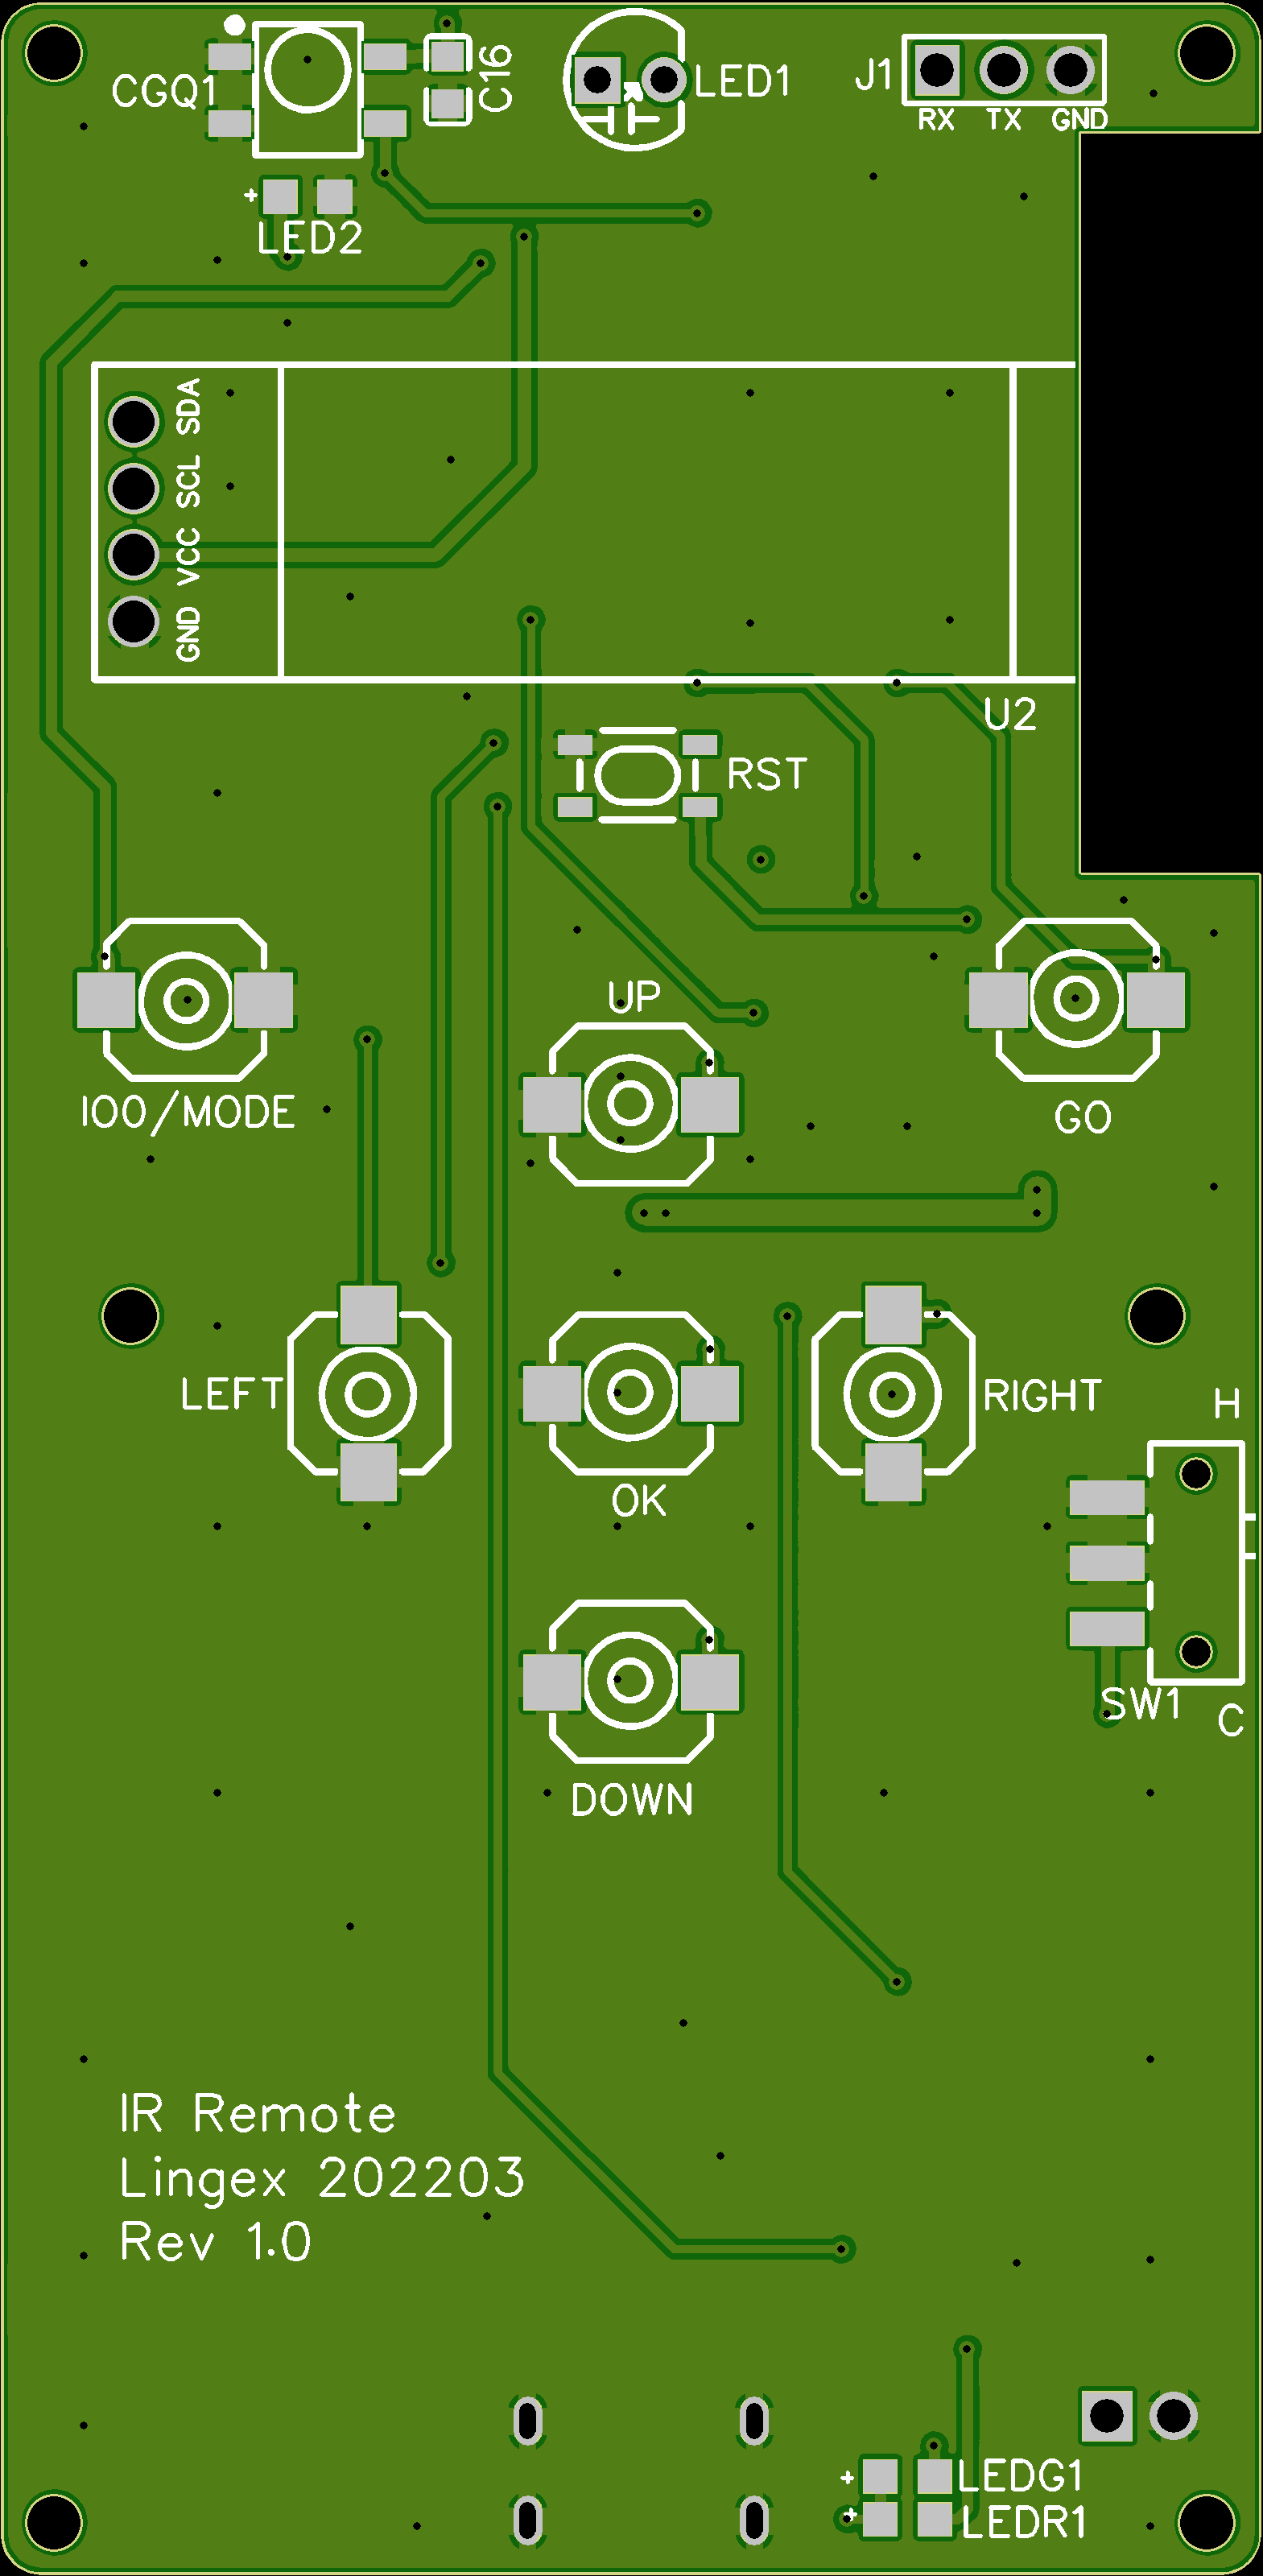 CGQ1
C16
LED1
J1
RX TX GND
+
LED2
SDA
SCL
VCC
GND
U2
RST
UP
IO0/MODE
GO
LEFT
RIGHT
H
OK
SW1
C
DOWN
IR Remote
Lingex 202203
Rev 1.0
+
LEDG1
+
LEDR1